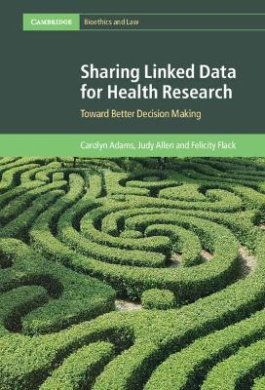 CAMBRIDGE Bioethics and Law
Sharing Linked Data
for Health Research
Toward Better Decision Making
Carolyn Adams, Judy Allen and Felicity Flack